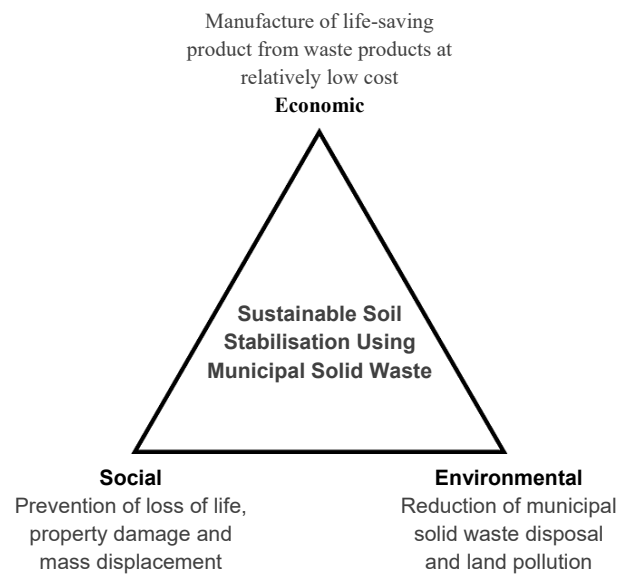 Manufacture of life-saving
product from waste products at
relatively low cost
Economic
Sustainable Soil
Stabilisation Using
Municipal Solid Waste
Social
Prevention of loss of life,
property damage and
mass displacement
Environmental
Reduction of municipal
solid waste disposal
and land pollution